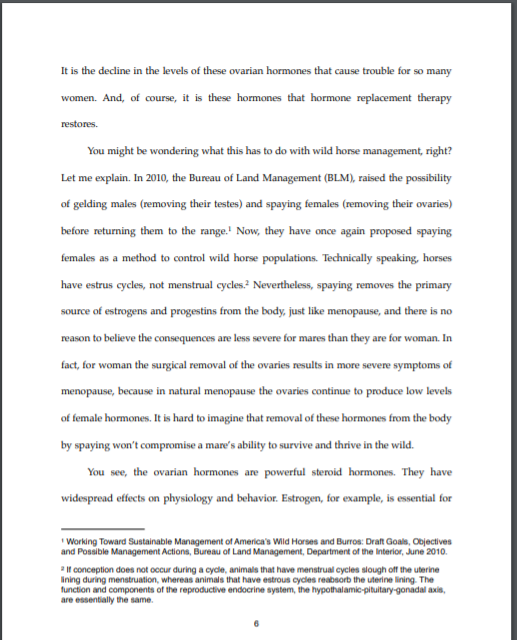 It is the decline in the levels of these ovarian hormones that cause trouble for so many
women. And, of course, it is these hormones that hormone replacement therapy
restores.
You might be wondering what this has to do with wild horse management, right?
Let me explain. In 2010, the Bureau of Land Management (BLM), raised the possibility
of gelding males (removing their testes) and spaying females (removing their ovaries)
before returning them to the range.¹ Now, they have once again proposed spaying
females as a method to control wild horse populations. Technically speaking, horses
have estrus cycles, not menstrual cycles.² Nevertheless, spaying removes the primary
source of estrogens and progestins from the body, just like menopause, and there is no
reason to believe the consequences are less severe for mares than they are for woman. In
fact, for woman the surgical removal of the ovaries results in more severe symptoms of
menopause, because in natural menopause the ovaries continue to produce low levels
of female hormones. It is hard to imagine that removal of these hormones from the body
by spaying won't compromise a mare's ability to survive and thrive in the wild.
You see, the ovarian hormones are powerful steroid hormones. They have
widespread effects on physiology and behavior. Estrogen, for example, is essential for
¹ Working Toward Sustainable Management of America's Wild Horses and Burros: Draft Goals, Objectives
and Possible Management Actions, Bureau of Land Management, Department of the Interior, June 2010.
² If conception does not occur during a cycle, animals that have menstrual cycles slough off the uterine
lining during menstruation, whereas animals that have estrous cycles reabsorb the uterine lining. The
function and components of the reproductive endocrine system, the hypothalamic-pituitary-gonadal axis,
are essentially the same.
6